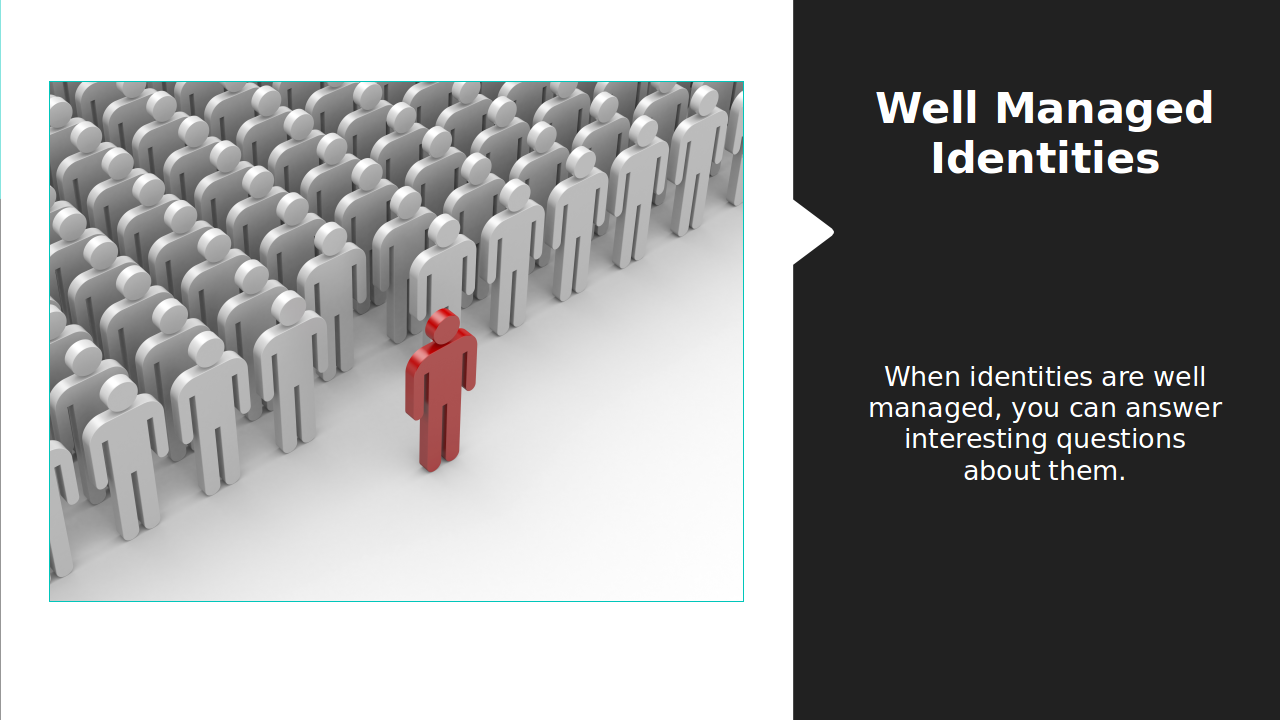 Well Managed
Identities
When identities are well
managed, you can answer
interesting questions
about them.